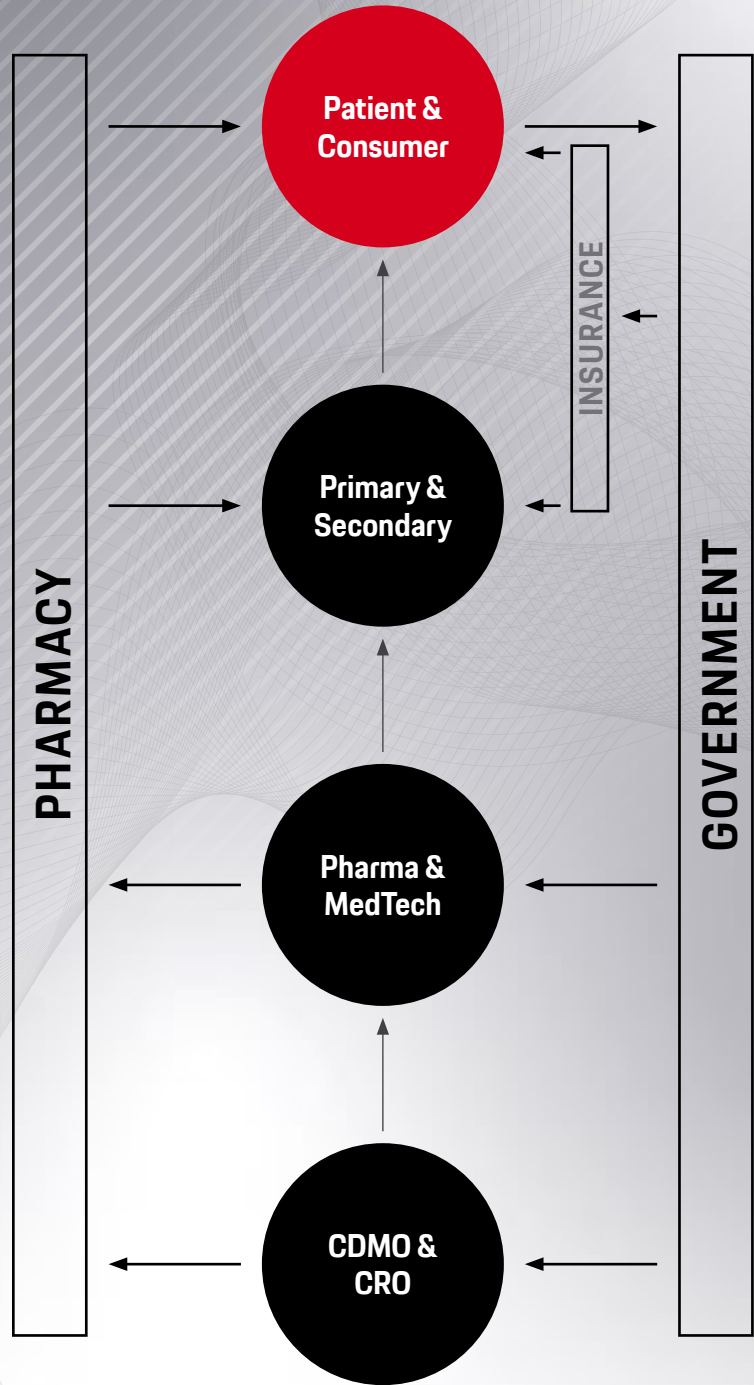 Patient &
Consumer
INSURANCE
Primary &
Secondary
PHARMACY
GOVERNMENT
Pharma &
MedTech
CDMO &
CRO